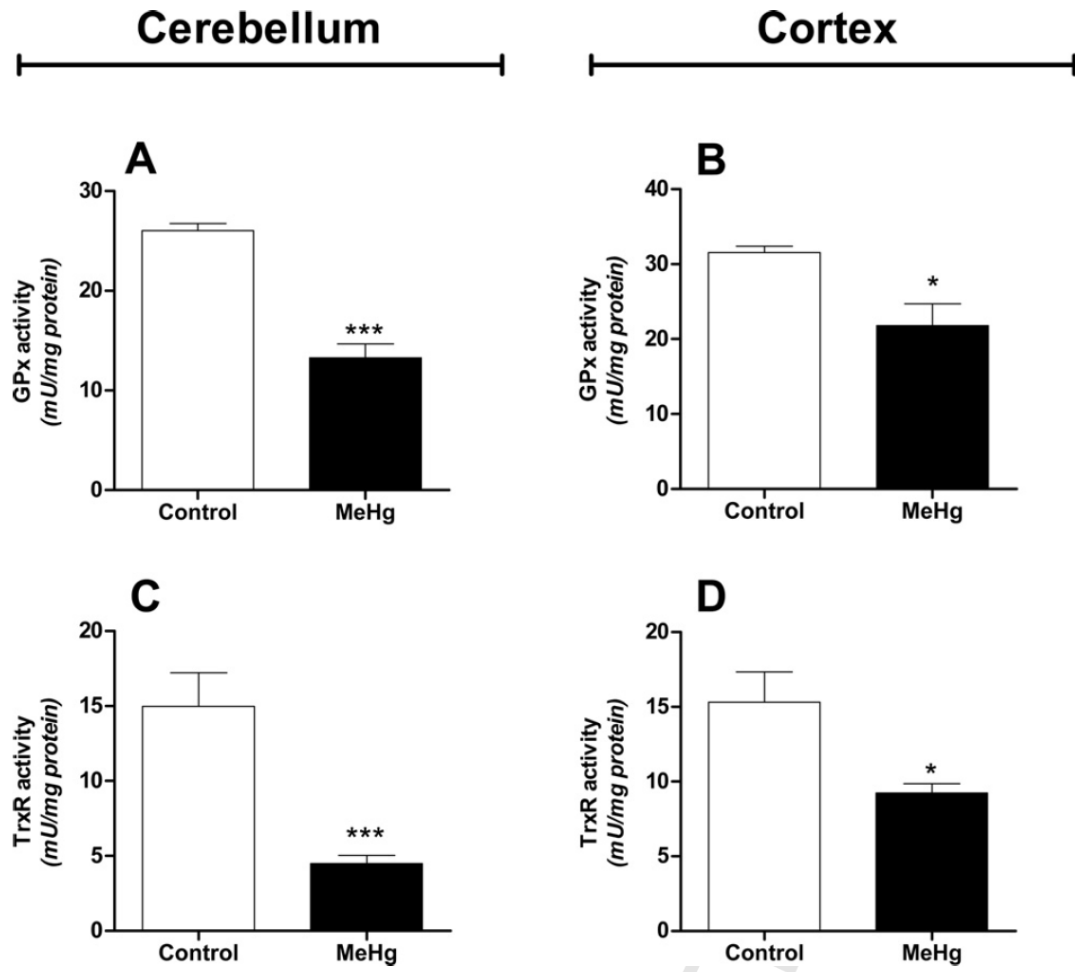 Cerebellum
Cortex
A
30
20
10
0
GPx activity
(mU/mg protein)
***
Control
MeHg
B
40
30
20
10
0
GPx activity
(mU/mg protein)
*
Control
MeHg
C
20
15
10
5
0
TrxR activity
(mU/mg protein)
***
Control
MeHg
D
20
15
10
5
0
TrxR activity
(mU/mg protein)
*
Control
MeHg